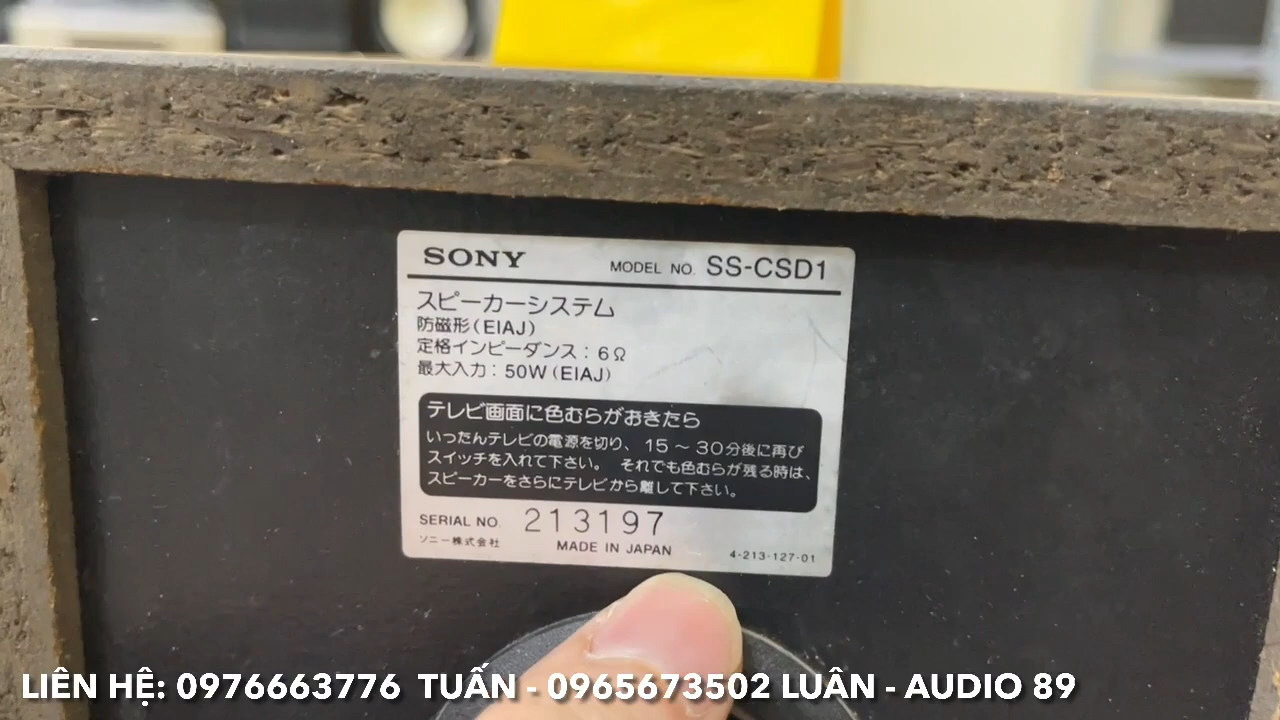 SONY MODEL NO. SS-CSD1
スピーカーシステム
防磁形(EIAJ)
定格インピーダンス：6Ω
最大入力：50W(EIAJ)
テレビ画面に色むらがおきたら
いったんテレビの電源を切り、15～30分後に再び
スイッチを入れて下さい。 それでも色むらが残る時は、
スピーカーをさらにテレビから離して下さい。
SERIAL NO. 213197
ソニー株式会社 MADE IN JAPAN 4-213-127-01
LIÊN HỆ: 0976663776 TUẤN - 0965673502 LUÂN - AUDIO 89